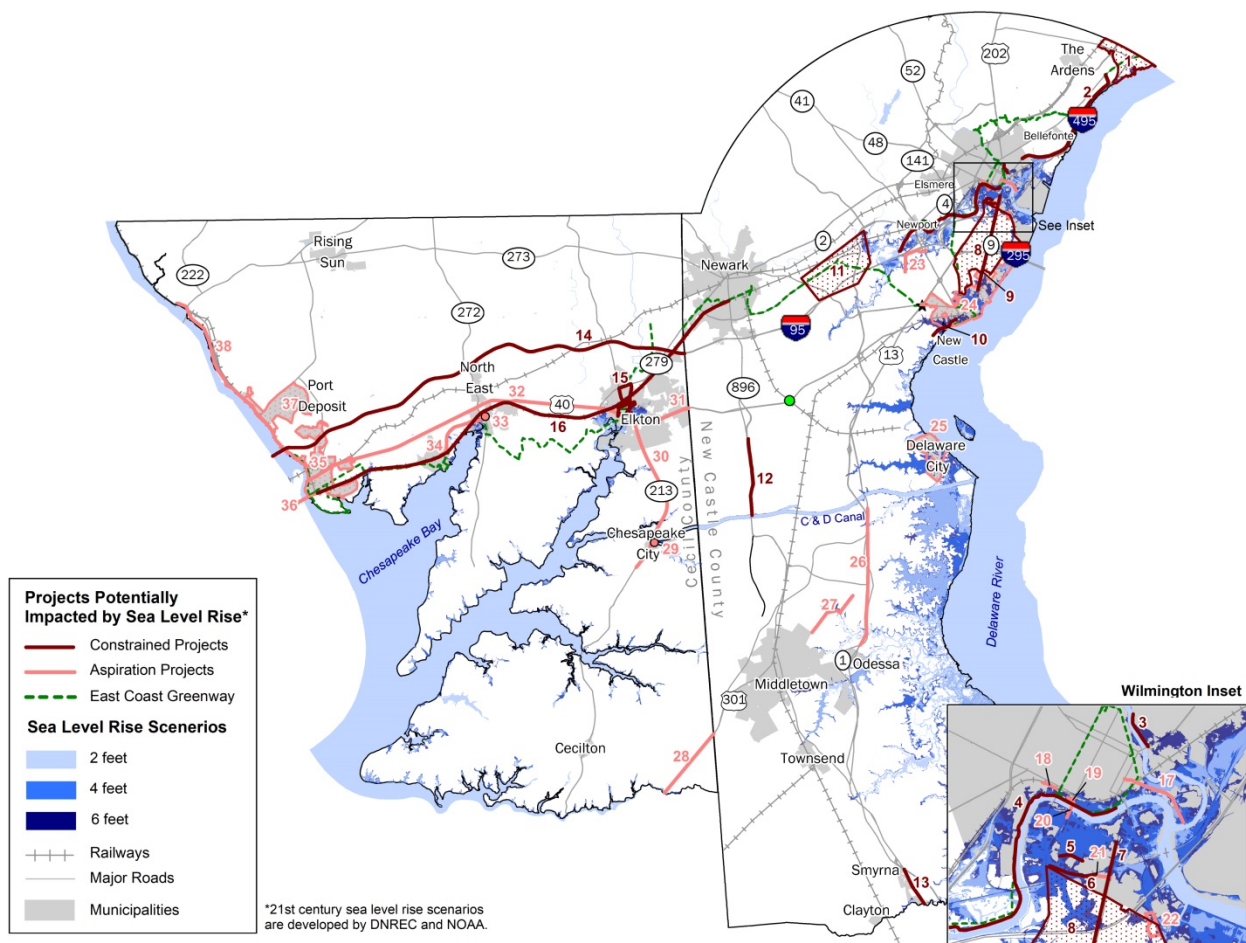 The
Ardens
1
202
52
2
41
495
Bellefonte
48
141
Elsmere
4
Newport
See Inset
Rising
Sun
2
9
222
273
Newark
8
295
23
11
9
24
95
10
272
14
New
Castle
38
279
13
North
East
15
37
Port
Deposit
32
40
31
896
33
16
Elkton
25
34
Delaware
City
35
30
12
36
213
C & D Canal
Chesapeake
City
29
26
Chesapeake Bay
Cecil County
New Castle County
27
Delaware River
1
Odessa
Middletown
301
Cecilton
28
Townsend
Smyrna
13
Clayton
Projects Potentially
Impacted by Sea Level Rise*
Constrained Projects
Aspiration Projects
East Coast Greenway
Sea Level Rise Scenerios
2 feet
4 feet
6 feet
Railways
Major Roads
Municipalities
*21st century sea level rise scenarios
are developed by DNREC and NOAA.
Wilmington Inset
3
18
19
17
4
20
5
21
7
6
22
8